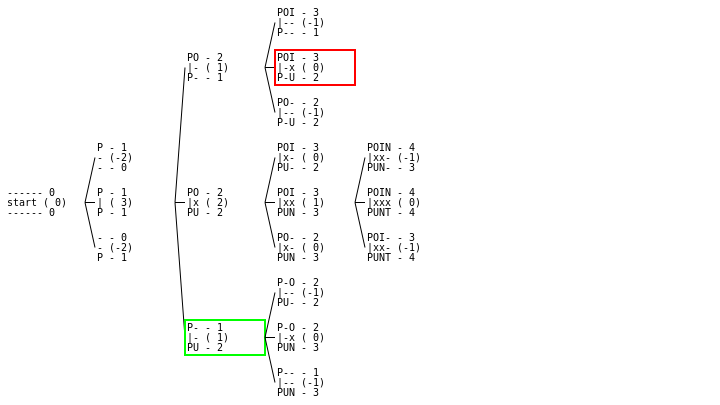 ------ 0
start ( 0)
------ 0
P - 1
- (-2)
- - 0
P - 1
| ( 3)
P - 1
- - 0
- (-2)
P - 1
PO - 2
|- ( 1)
P- - 1
PO - 2
|x ( 2)
PU - 2
P- - 1
|- ( 1)
PU - 2
POI - 3
|-- (-1)
P-- - 1
POI - 3
|-x ( 0)
P-U - 2
PO- - 2
|-- (-1)
P-U - 2
POI - 3
|x- ( 0)
PU- - 2
POI - 3
|xx ( 1)
PUN - 3
PO- - 2
|x- ( 0)
PUN - 3
P-O - 2
|-- (-1)
PU- - 2
P-O - 2
|-x ( 0)
PUN - 3
P-- - 1
|-- (-1)
PUN - 3
POIN - 4
|xx- (-1)
PUN- - 3
POIN - 4
|xxx ( 0)
PUNT - 4
POI- - 3
|xx- (-1)
PUNT - 4